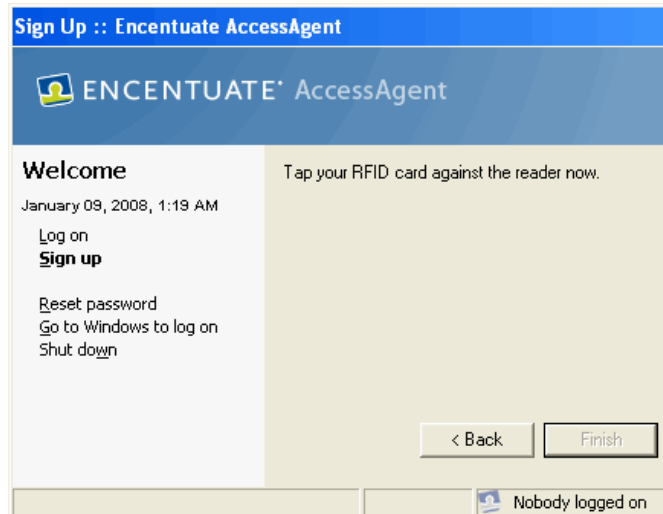 Sign Up :: Encentuate AccessAgent
ENCENTUATE AccessAgent
Welcome
January 09, 2008, 1:19 AM
Log on
Sign up
Reset password
Go to Windows to log on
Shut down
Tap your RFID card against the reader now.
< Back
Finish
Nobody logged on